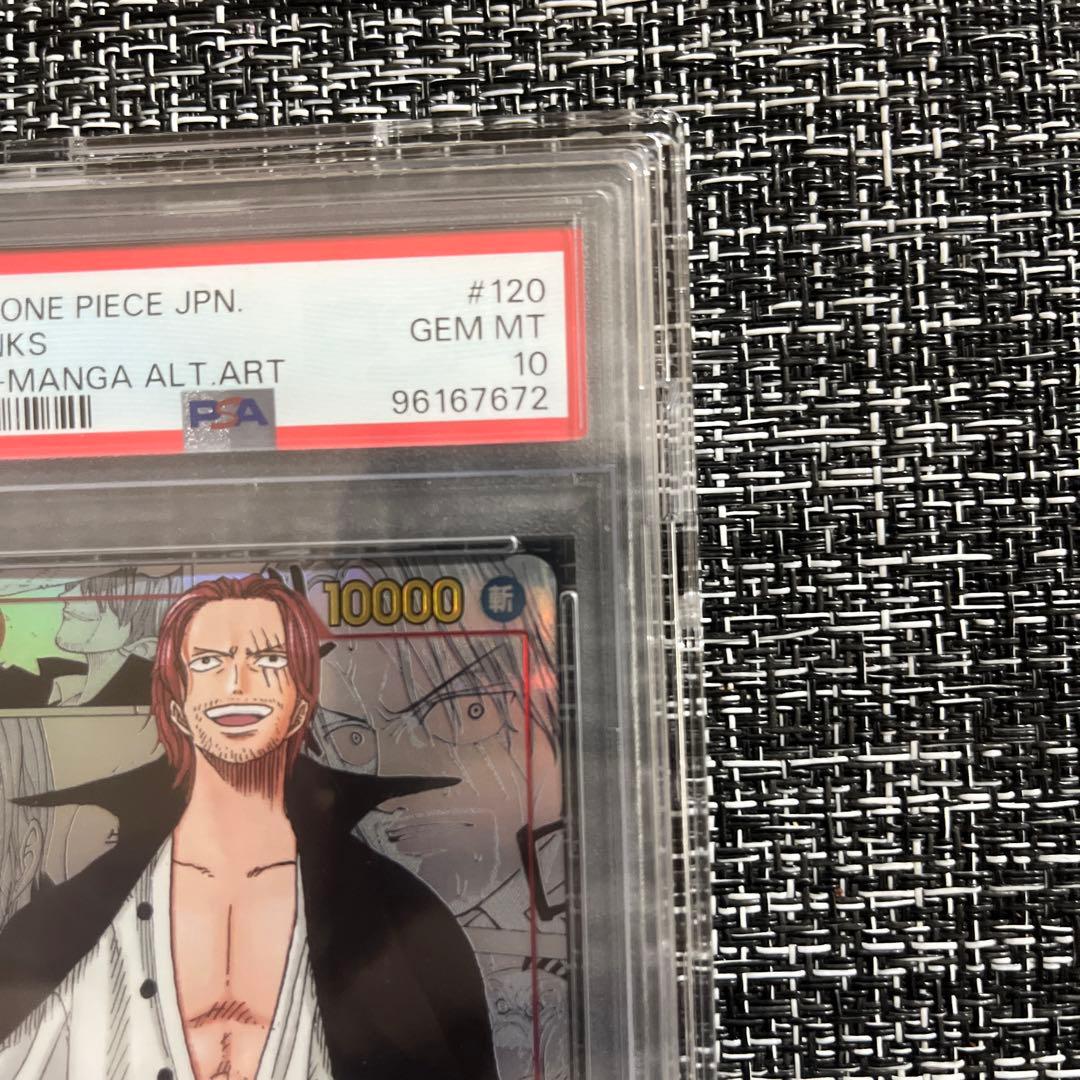 ONE PIECE JPN.
#120
NKS
GEM MT
-MANGA ALT.ART
10
PSA
96167672
10000 斬